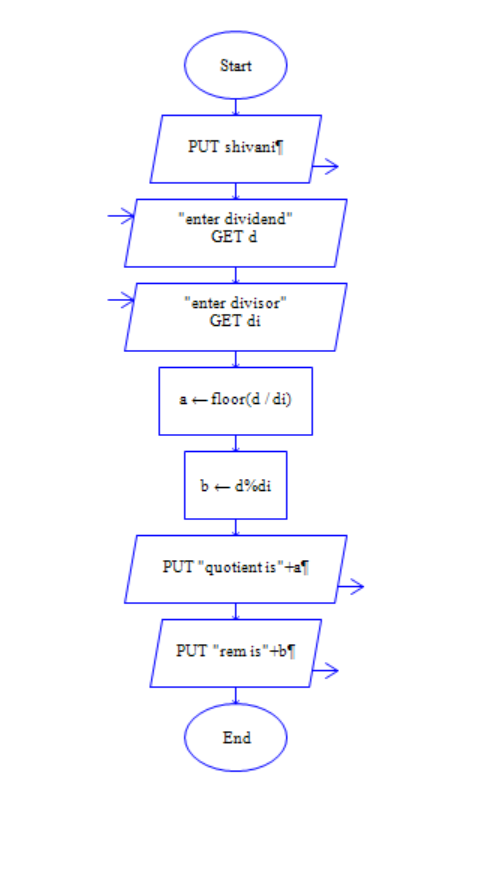 Start
PUT shivani¶
"enter dividend"
GET d
"enter divisor"
GET di
a ← floor(d / di)
b ← d%di
PUT "quotient is"+a¶
PUT "rem is"+b¶
End